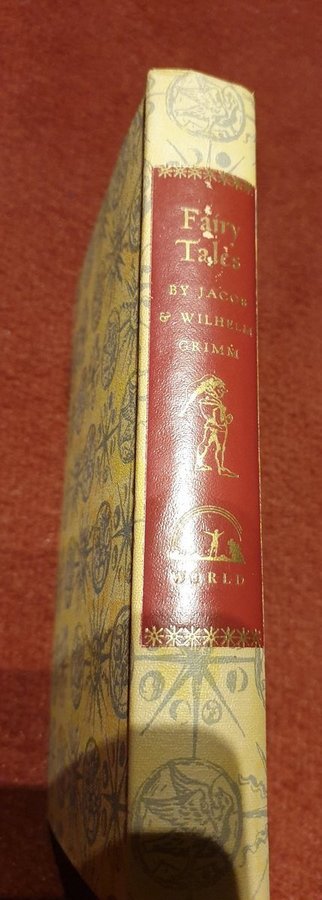 Fairy
Tales
BY JACOB
& WILHELM
GRIMM
WORLD